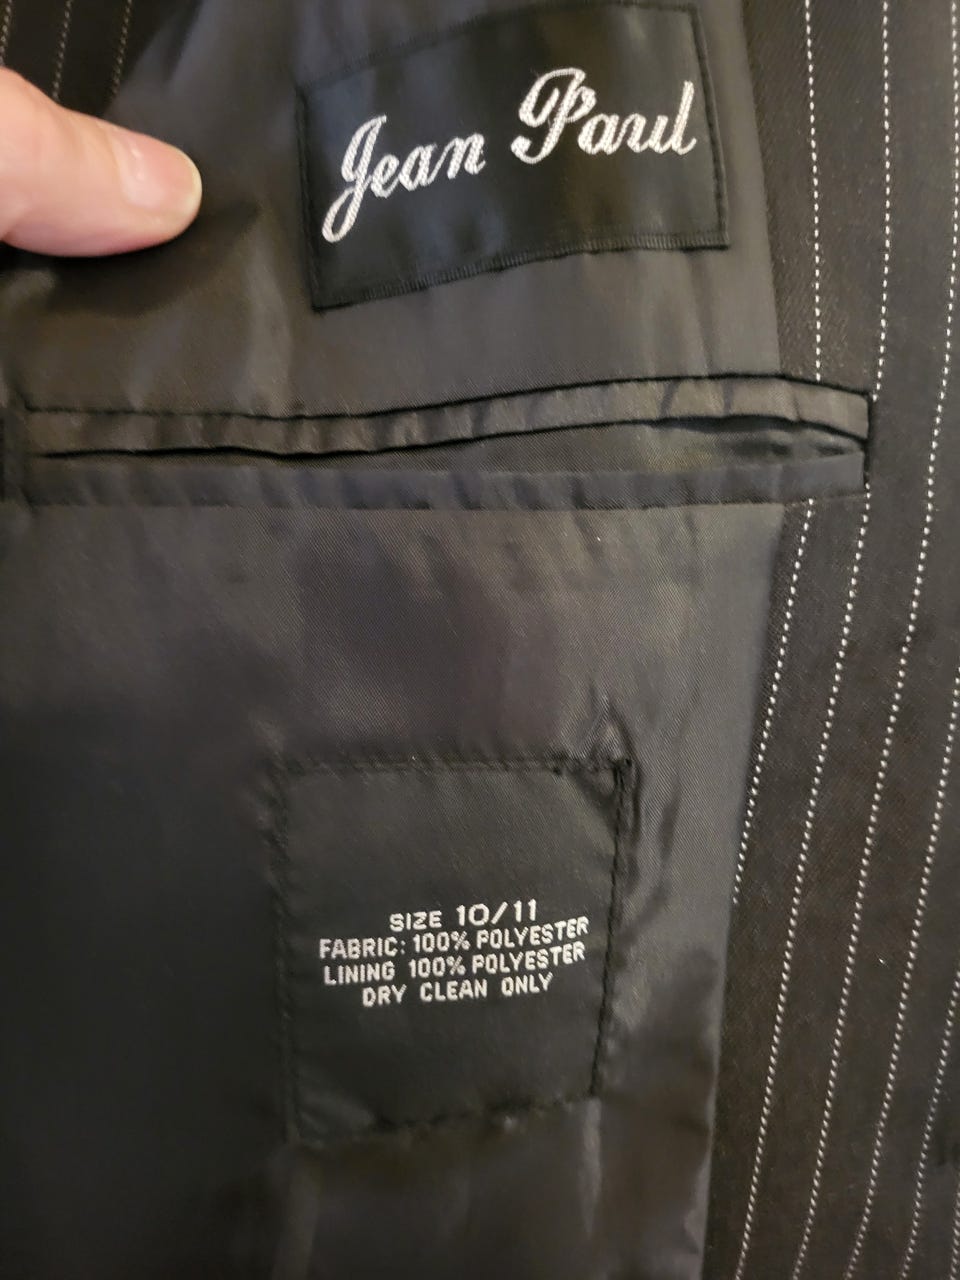 Jean Paul
SIZE 10/11
FABRIC: 100% POLYESTER
LINING 100% POLYESTER
DRY CLEAN ONLY